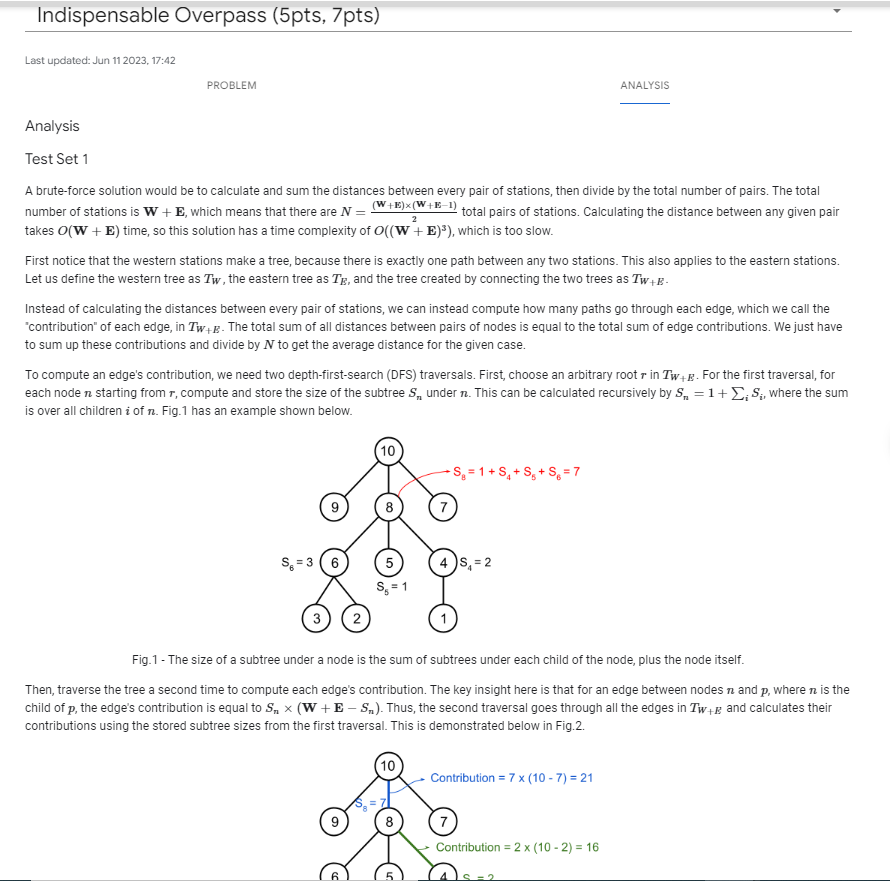 Indispensable Overpass (5pts, 7pts)
Last updated: Jun 11 2023, 17:42
PROBLEM
ANALYSIS
Analysis
Test Set 1
A brute-force solution would be to calculate and sum the distances between every pair of stations, then divide by the total number of pairs. The total
number of stations is W + E, which means that there are N = (W+E)×(W+E−1)/2 total pairs of stations. Calculating the distance between any given pair
takes O(W + E) time, so this solution has a time complexity of O((W + E)³), which is too slow.
First notice that the western stations make a tree, because there is exactly one path between any two stations. This also applies to the eastern stations.
Let us define the western tree as T_W, the eastern tree as T_E, and the tree created by connecting the two trees as T_{W+E}.
Instead of calculating the distances between every pair of stations, we can instead compute how many paths go through each edge, which we call the
"contribution" of each edge, in T_{W+E}. The total sum of all distances between pairs of nodes is equal to the total sum of edge contributions. We just have
to sum up these contributions and divide by N to get the average distance for the given case.
To compute an edge's contribution, we need two depth-first-search (DFS) traversals. First, choose an arbitrary root r in T_{W+E}. For the first traversal, for
each node n starting from r, compute and store the size of the subtree S_n under n. This can be calculated recursively by S_n = 1 + ∑_i S_i, where the sum
is over all children i of n. Fig.1 has an example shown below.
10
S_8 = 1 + S_4 + S_5 + S_6 = 7
9 8 7
S_6 = 3 6 5 4 S_4 = 2
S_5 = 1
3 2 1
Fig.1 - The size of a subtree under a node is the sum of subtrees under each child of the node, plus the node itself.
Then, traverse the tree a second time to compute each edge's contribution. The key insight here is that for an edge between nodes n and p, where n is the
child of p, the edge's contribution is equal to S_n × (W + E − S_n). Thus, the second traversal goes through all the edges in T_{W+E} and calculates their
contributions using the stored subtree sizes from the first traversal. This is demonstrated below in Fig.2.
10
Contribution = 7 x (10 - 7) = 21
S_8 = 7
9 8 7
Contribution = 2 x (10 - 2) = 16
6 5 4 S = 2